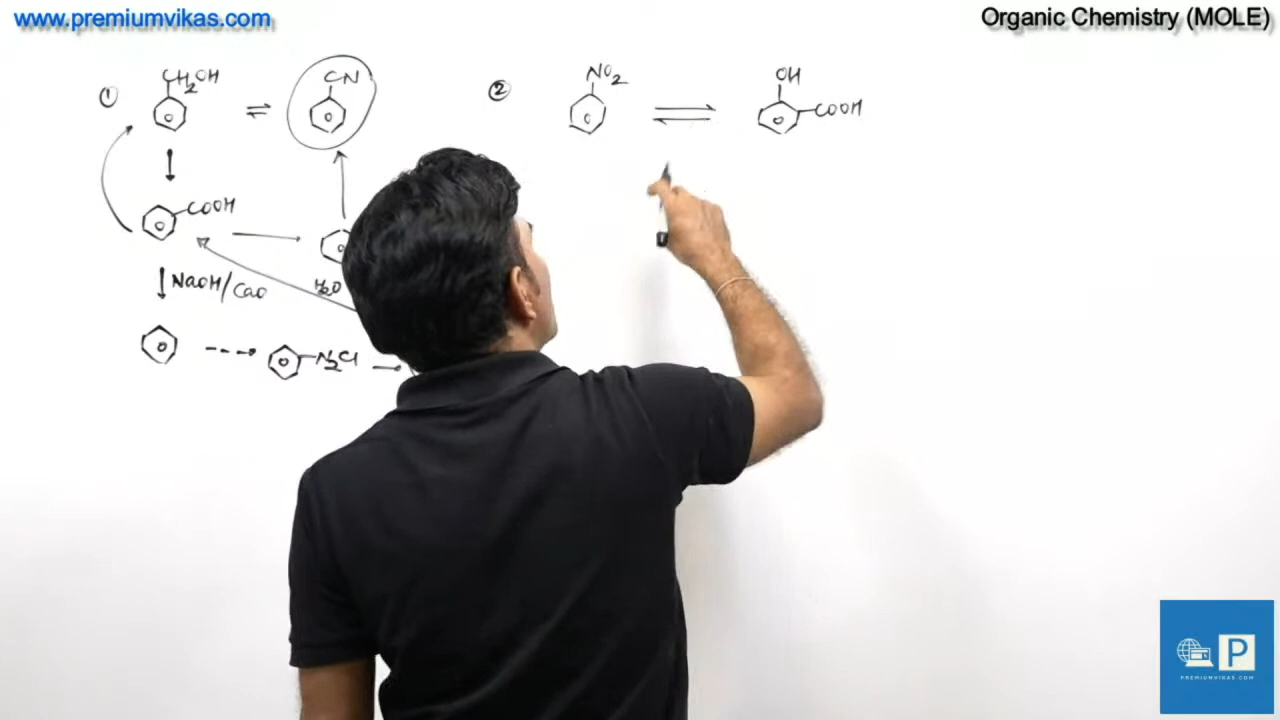 www.premiumvikas.com
Organic Chemistry (MOLE)
① CH2OH ⇌ CN
② NO2 ⇌ OH
COOH
COOH
NaOH/CaO
H2O
N2Cl
P
PREMIUMVIKAS.COM